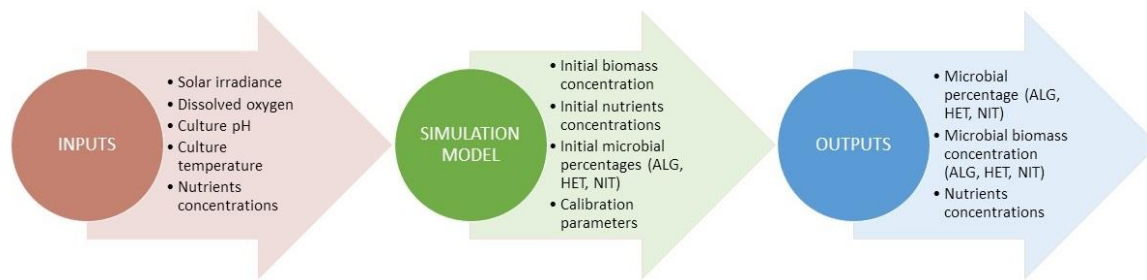 INPUTS
• Solar irradiance
• Dissolved oxygen
• Culture pH
• Culture
temperature
• Nutrients
concentrations
SIMULATION
MODEL
• Initial biomass
concentration
• Initial nutrients
concentrations
• Initial microbial
percentages (ALG,
HET, NIT)
• Calibration
parameters
OUTPUTS
• Microbial
percentage (ALG,
HET, NIT)
• Microbial biomass
concentration
(ALG, HET, NIT)
• Nutrients
concentrations